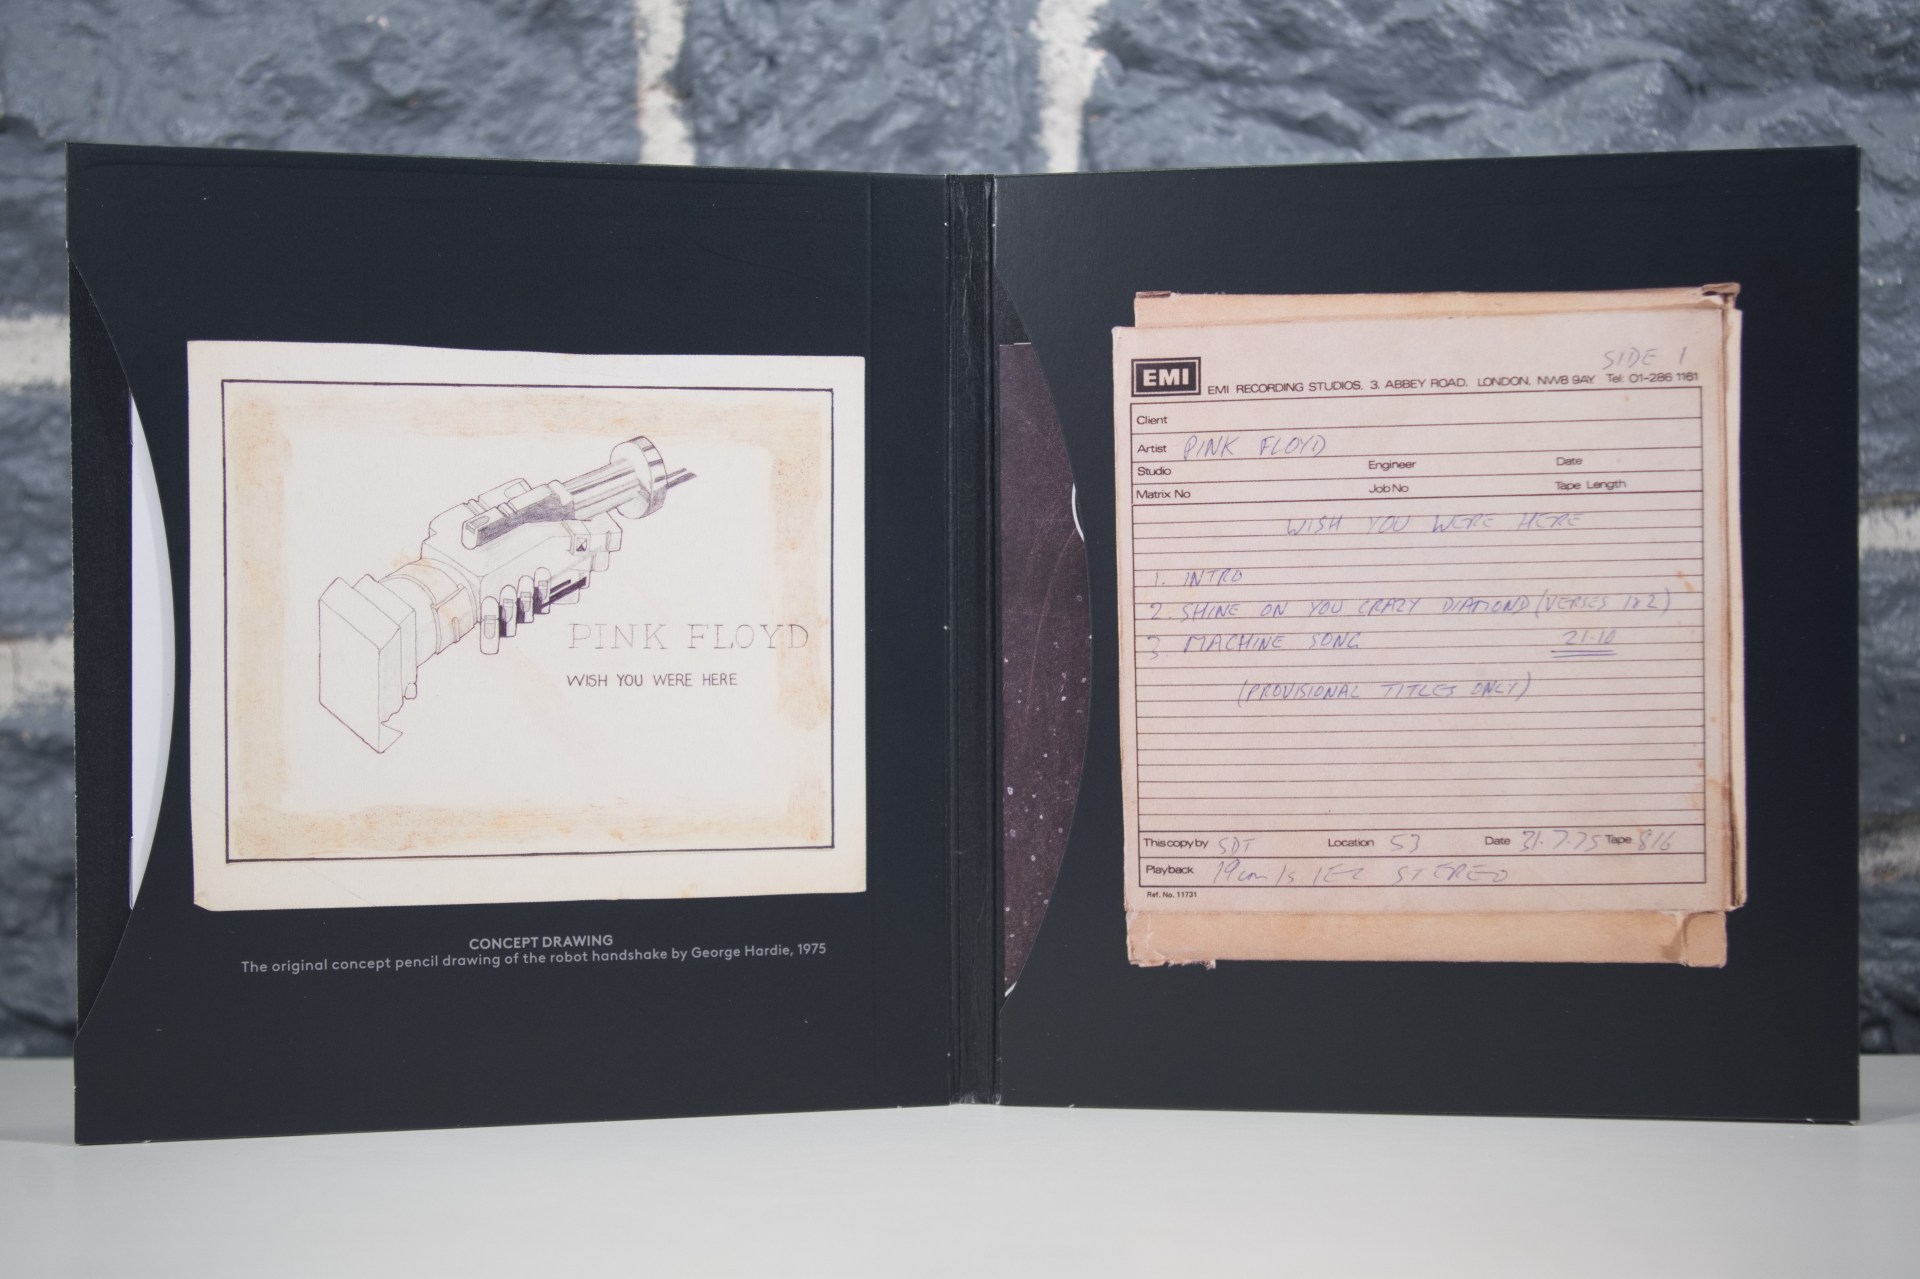 PINK FLOYD
WISH YOU WERE HERE
CONCEPT DRAWING
The original concept pencil drawing of the robot handshake by George Hardie, 1975
SIDE 1
EMI EMI RECORDING STUDIOS, 3, ABBEY ROAD, LONDON, NW8 9AY. Tel: 01-286 1161
Client
Artist PINK FLOYD
Studio Engineer Date
Matrix No Job No Tape Length
WISH YOU WERE HERE
1. INTRO
2. SHINE ON YOU CRAZY DIAMOND (VERSES 1&2)
3. MACHINE SONG 21.10
(PROVISIONAL TITLES ONLY)
This copy by SDT Location 53 Date 31.7.75 Tape 816
Playback 19cm/s IEC STEREO
Ref. No. 11731